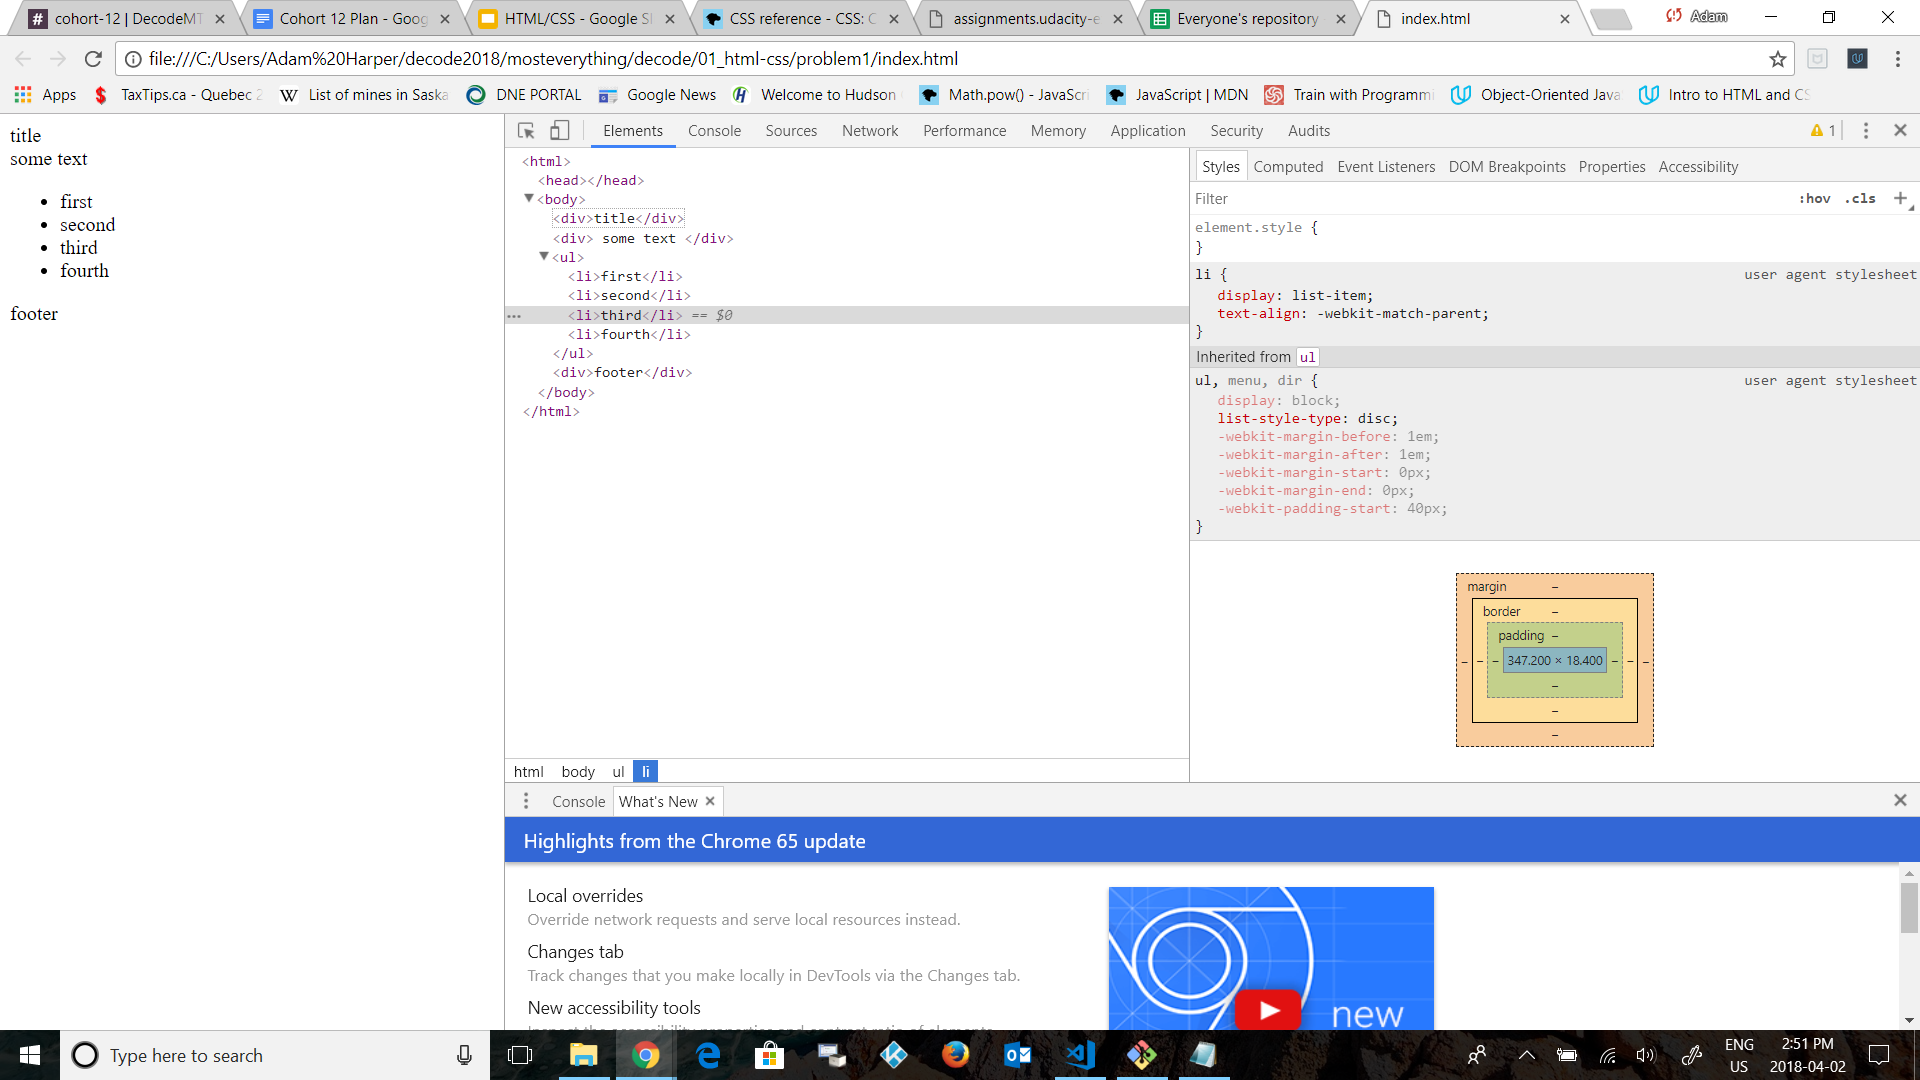 cohort-12 | DecodeMT
Cohort 12 Plan - Goog
HTML/CSS - Google Sl
CSS reference - CSS: C
assignments.udacity-e
Everyone's repository
index.html
Adam
file:///C:/Users/Adam%20Harper/decode2018/mosteverything/decode/01_html-css/problem1/index.html
Apps
TaxTips.ca - Quebec 2
List of mines in Saska
DNE PORTAL
Google News
Welcome to Hudson
Math.pow() - JavaScri
JavaScript | MDN
Train with Programmi
Object-Oriented Java
Intro to HTML and CS
title
some text
first
second
third
fourth
footer
Elements Console Sources Network Performance Memory Application Security Audits
1
<html>
<head></head>
<body>
<div>title</div>
<div> some text </div>
<ul>
<li>first</li>
<li>second</li>
... <li>third</li> == $0
<li>fourth</li>
</ul>
<div>footer</div>
</body>
</html>
html body ul li
Styles Computed Event Listeners DOM Breakpoints Properties Accessibility
Filter :hov .cls +
element.style {
}
li { user agent stylesheet
display: list-item;
text-align: -webkit-match-parent;
}
Inherited from ul
ul, menu, dir { user agent stylesheet
display: block;
list-style-type: disc;
-webkit-margin-before: 1em;
-webkit-margin-after: 1em;
-webkit-margin-start: 0px;
-webkit-margin-end: 0px;
-webkit-padding-start: 40px;
}
margin –
border –
padding –
– – – 347.200 × 18.400 – – –
–
–
–
Console What's New
Highlights from the Chrome 65 update
Local overrides
Override network requests and serve local resources instead.
Changes tab
Track changes that you make locally in DevTools via the Changes tab.
New accessibility tools
Inspect the accessibility properties and contrast ratio of elements.
new
Type here to search
ENG
US
2:51 PM
2018-04-02